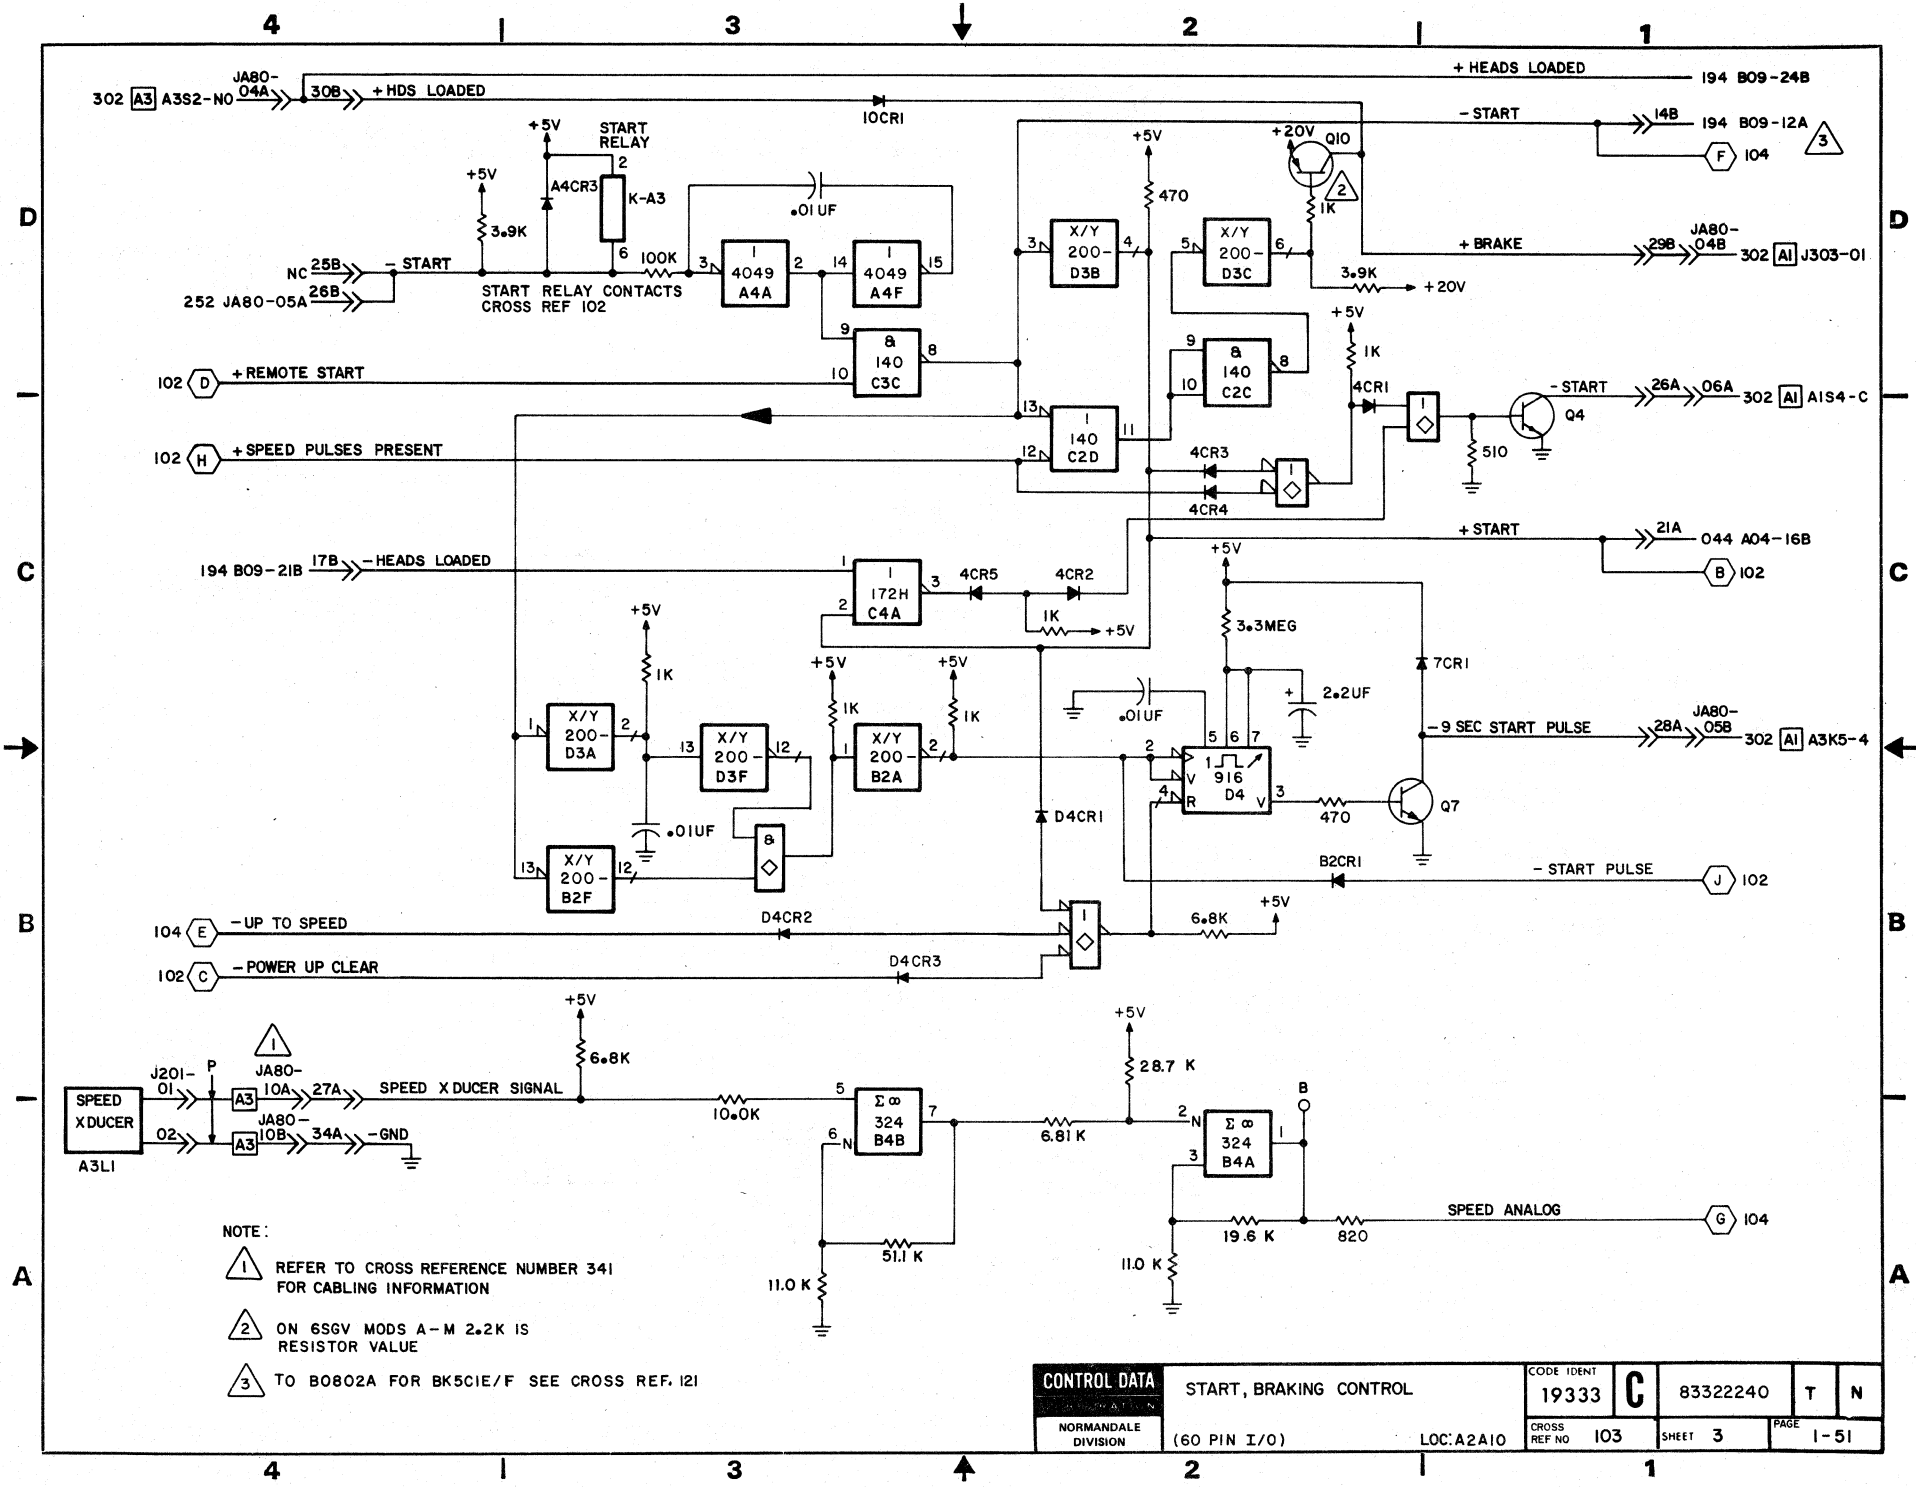 4 3 2 1
+ HEADS LOADED
194 B09-24B
302 A3 A3S2-NO
JA80-
04A
30B
+ HDS LOADED
10CR1
- START
14B
194 B09-12A
3
F 104
+5V
START
RELAY
2
A4CR3
K-A3
6
+5V
3.9K
.01UF
+5V
470
+20V
Q10
2
1K
D
D
NC 25B
- START
252 JA80-05A 26B
START RELAY CONTACTS
CROSS REF 102
100K
3
1
4049
A4A
2
14
1
4049
A4F
15
3
X/Y
200-
D3B
4
5
X/Y
200-
D3C
6
+ BRAKE
29B
JA80-
04B
302 A1 J303-01
3.9K
+20V
9
10
&
140
C3C
8
102 D + REMOTE START
9
10
&
140
C2C
8
+5V
1K
4CR1
1
- START
26A
06A
302 A1 A1S4-C
Q4
510
13
12
1
140
C2D
11
102 H + SPEED PULSES PRESENT
4CR3
4CR4
1
+ START
21A
044 A04-16B
B 102
C
C
194 B09-21B 17B - HEADS LOADED
1
2
1
172H
C4A
3
4CR5
4CR2
1K
+5V
+5V
3.3MEG
7CR1
+5V
1K
+5V
1K
+5V
1K
.01UF
+
2.2UF
1
X/Y
200-
D3A
2
13
X/Y
200-
D3F
12
1
X/Y
200-
B2A
2
2
5 6 7
1
916
D4
V
4
R
V
3
470
Q7
- 9 SEC START PULSE
28A
JA80-
05B
302 A1 A3K5-4
.01UF
&
D4CR1
13
X/Y
200-
B2F
12
B2CR1
- START PULSE
J 102
B
B
104 E - UP TO SPEED
D4CR2
1
6.8K
+5V
102 C - POWER UP CLEAR
D4CR3
+5V
6.8K
+5V
28.7 K
1
SPEED
XDUCER
A3L1
J201-
01
P
A3
JA80-
10A
27A
SPEED XDUCER SIGNAL
02
A3
JA80-
10B
34A
-GND
10.0K
5
6 N
Σ ∞
324
B4B
7
6.81 K
2 N
3
Σ ∞
324
B4A
1
B
51.1 K
11.0 K
19.6 K
820
11.0 K
SPEED ANALOG
G 104
A
A
NOTE:
1 REFER TO CROSS REFERENCE NUMBER 341
FOR CABLING INFORMATION
2 ON 6SGV MODS A-M 2.2K IS
RESISTOR VALUE
3 TO B0802A FOR BK5C1E/F SEE CROSS REF. 121
CONTROL DATA
NORMANDALE
DIVISION
START, BRAKING CONTROL
(60 PIN I/O)
LOC:A2A10
CODE IDENT
19333
C
83322240
T
N
CROSS
REF NO 103
SHEET 3
PAGE
1-51
4 3 2 1